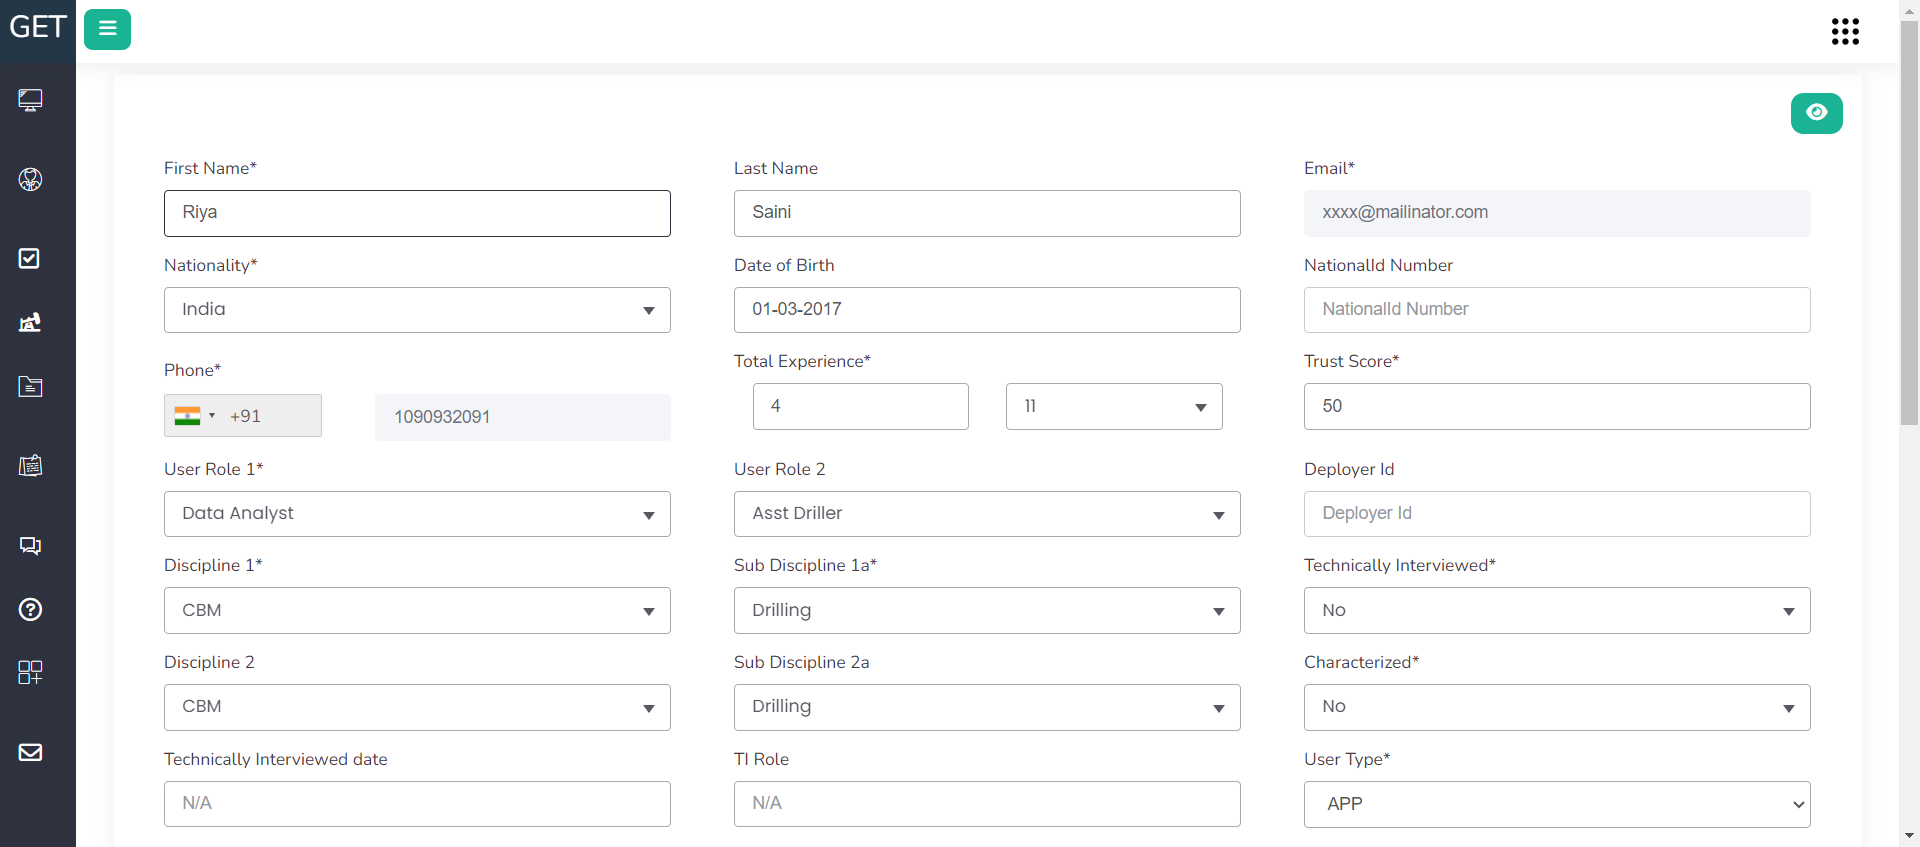 GET
First Name*
Last Name
Email*
Riya
Saini
xxxx@mailinator.com
Nationality*
Date of Birth
NationalId Number
India
01-03-2017
NationalId Number
Phone*
Total Experience*
Trust Score*
+91
1090932091
4
11
50
User Role 1*
User Role 2
Deployer Id
Data Analyst
Asst Driller
Deployer Id
Discipline 1*
Sub Discipline 1a*
Technically Interviewed*
CBM
Drilling
No
Discipline 2
Sub Discipline 2a
Characterized*
CBM
Drilling
No
Technically Interviewed date
TI Role
User Type*
N/A
N/A
APP